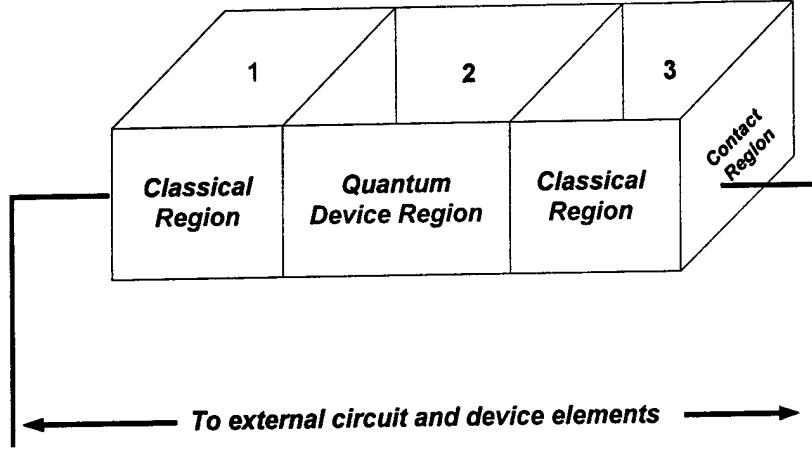 1
2
3
Classical
Region
Quantum
Device Region
Classical
Region
Contact
Region
To external circuit and device elements